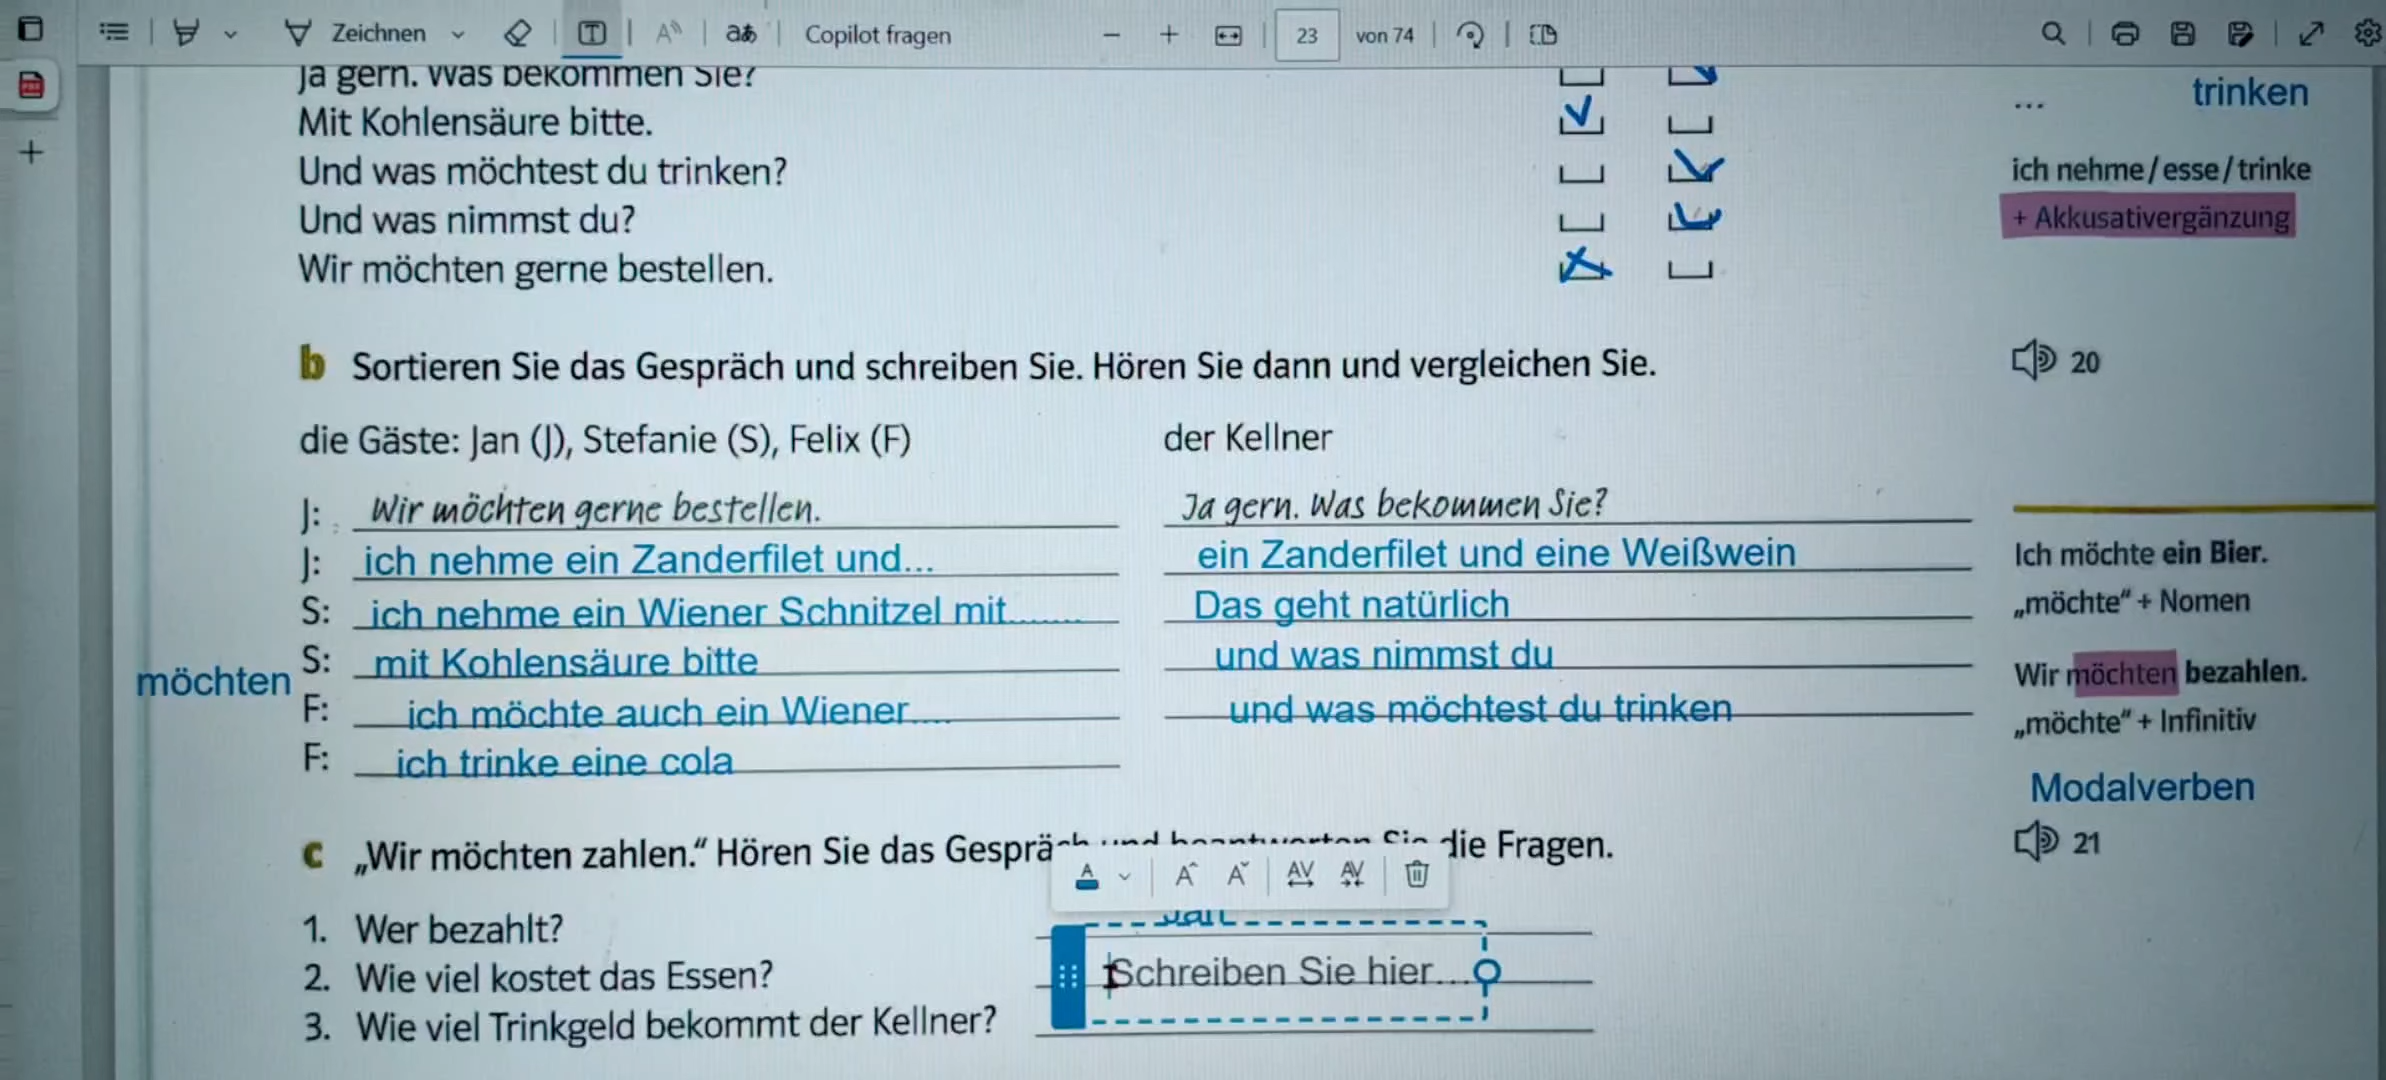 Zeichnen
Copilot fragen
23 von 74
Ja gern. Was bekommen Sie?
Mit Kohlensäure bitte.
Und was möchtest du trinken?
Und was nimmst du?
Wir möchten gerne bestellen.
... trinken
ich nehme/esse/trinke
+ Akkusativergänzung
b Sortieren Sie das Gespräch und schreiben Sie. Hören Sie dann und vergleichen Sie.
20
die Gäste: Jan (J), Stefanie (S), Felix (F)
der Kellner
J: Wir möchten gerne bestellen.
Ja gern. Was bekommen Sie?
J: ich nehme ein Zanderfilet und...
ein Zanderfilet und eine Weißwein
S: ich nehme ein Wiener Schnitzel mit.......
Das geht natürlich
S: mit Kohlensäure bitte
und was nimmst du
möchten
F: ich möchte auch ein Wiener....
und was möchtest du trinken
F: ich trinke eine cola
Ich möchte ein Bier.
„möchte“ + Nomen
Wir möchten bezahlen.
„möchte“ + Infinitiv
Modalverben
21
c „Wir möchten zahlen.“ Hören Sie das Gespräch und beantworten Sie die Fragen.
1. Wer bezahlt?
Jan
2. Wie viel kostet das Essen?
Schreiben Sie hier...
3. Wie viel Trinkgeld bekommt der Kellner?